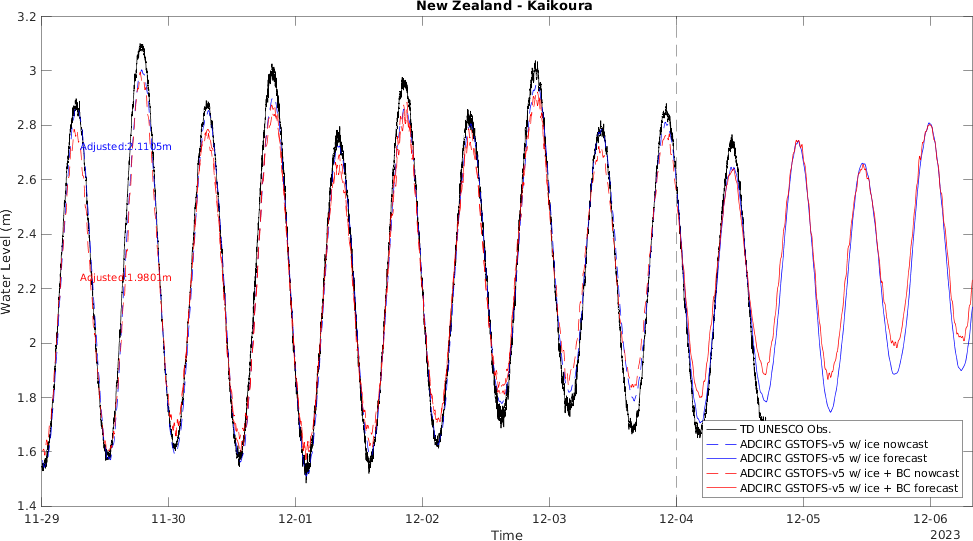 New Zealand - Kaikoura
3.2
3
2.8
2.6
2.4
2.2
2
1.8
1.6
1.4
Water Level (m)
Adjusted:2.1105m
Adjusted:1.9801m
TD UNESCO Obs.
ADCIRC GSTOFS-v5 w/ ice nowcast
ADCIRC GSTOFS-v5 w/ ice forecast
ADCIRC GSTOFS-v5 w/ ice + BC nowcast
ADCIRC GSTOFS-v5 w/ ice + BC forecast
11-29 11-30 12-01 12-02 12-03 12-04 12-05 12-06
Time
2023